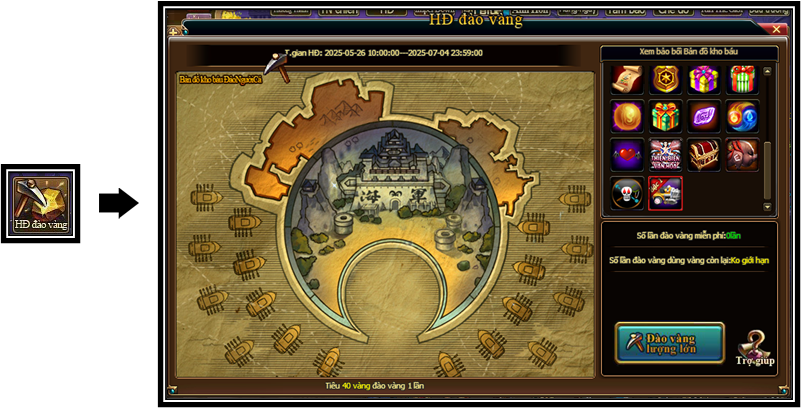 HĐ đào vàng
HĐ đào vàng
T.gian HĐ: 2025-05-26 10:00:00—2025-07-04 23:59:00
Xem bảo bối Bản đồ kho báu
Bản đồ kho báu ĐảoNgườiCá
海軍
Số lần đào vàng miễn phí:0lần
Số lần đào vàng dùng vàng còn lại:Ko giới hạn
Đào vàng
lượng lớn
Trợ giúp
Tiêu 40 vàng đào vàng 1 lần